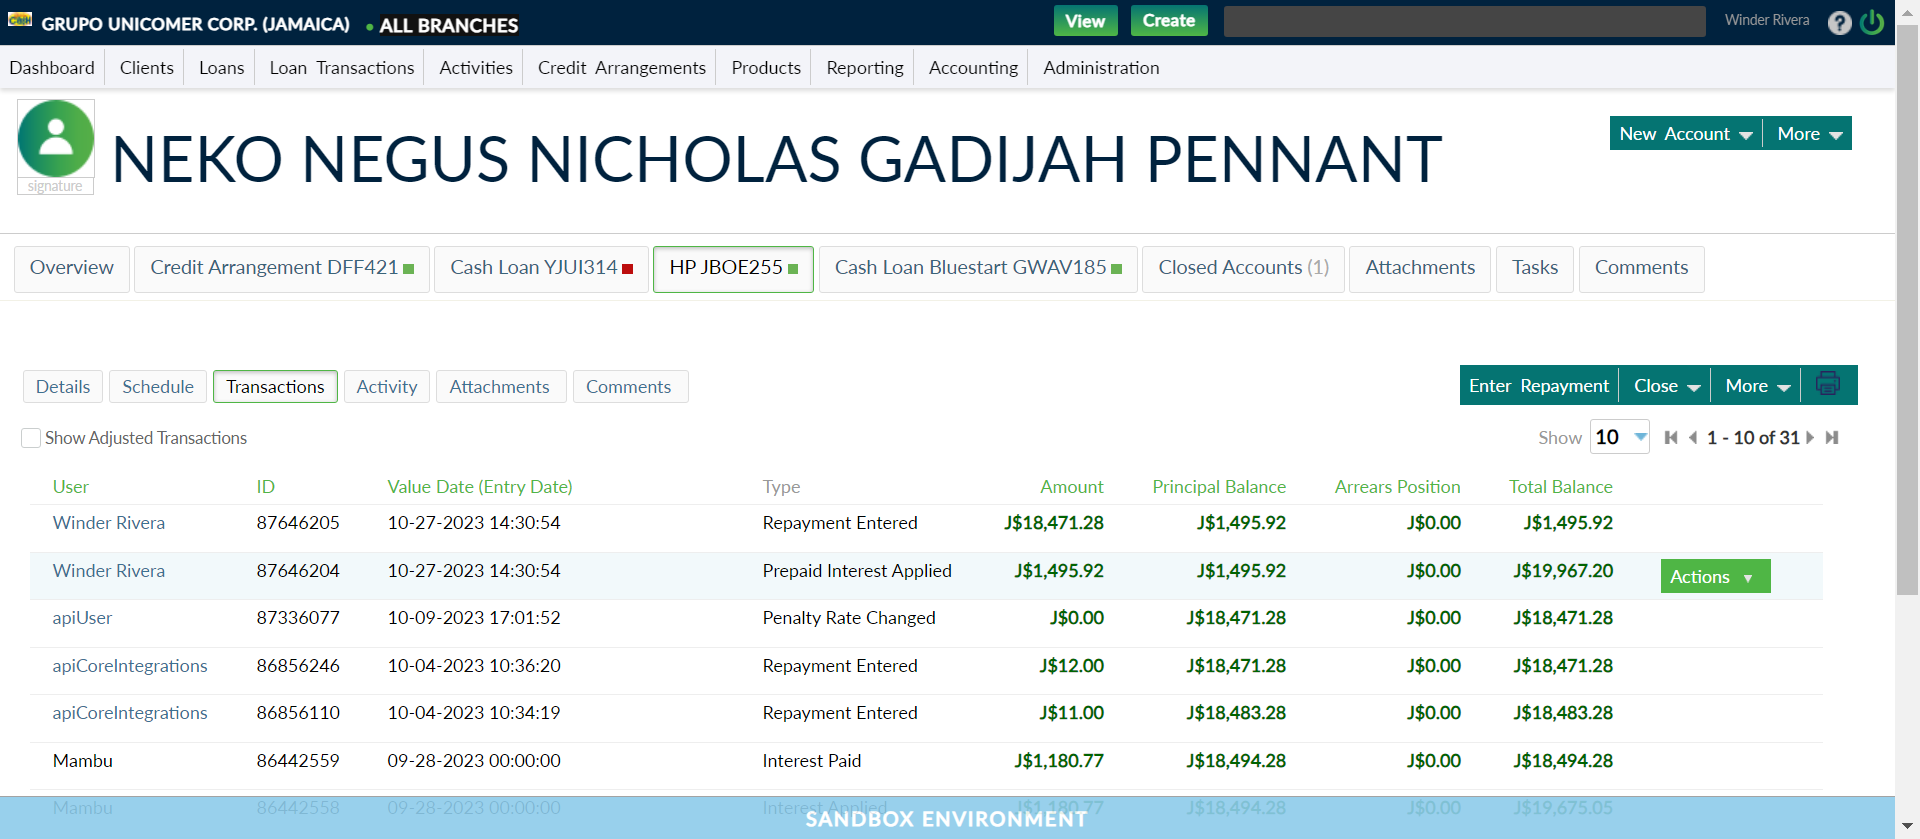 Cash GRUPO UNICOMER CORP. (JAMAICA) • ALL BRANCHES View Create Winder Rivera ?
Dashboard Clients Loans Loan Transactions Activities Credit Arrangements Products Reporting Accounting Administration
NEKO NEGUS NICHOLAS GADIJAH PENNANT
New Account More
signature
Overview Credit Arrangement DFF421 Cash Loan YJUI314 HP JBOE255 Cash Loan Bluestart GWAV185 Closed Accounts (1) Attachments Tasks Comments
Details Schedule Transactions Activity Attachments Comments Enter Repayment Close More
Show Adjusted Transactions Show 10 1 - 10 of 31
User ID Value Date (Entry Date) Type Amount Principal Balance Arrears Position Total Balance
Winder Rivera 87646205 10-27-2023 14:30:54 Repayment Entered J$18,471.28 J$1,495.92 J$0.00 J$1,495.92
Winder Rivera 87646204 10-27-2023 14:30:54 Prepaid Interest Applied J$1,495.92 J$1,495.92 J$0.00 J$19,967.20 Actions
apiUser 87336077 10-09-2023 17:01:52 Penalty Rate Changed J$0.00 J$18,471.28 J$0.00 J$18,471.28
apiCoreIntegrations 86856246 10-04-2023 10:36:20 Repayment Entered J$12.00 J$18,471.28 J$0.00 J$18,471.28
apiCoreIntegrations 86856110 10-04-2023 10:34:19 Repayment Entered J$11.00 J$18,483.28 J$0.00 J$18,483.28
Mambu 86442559 09-28-2023 00:00:00 Interest Paid J$1,180.77 J$18,494.28 J$0.00 J$18,494.28
Mambu 86442558 09-28-2023 00:00:00 Interest Applied J$1,180.77 J$18,494.28 J$0.00 J$19,675.05
SANDBOX ENVIRONMENT